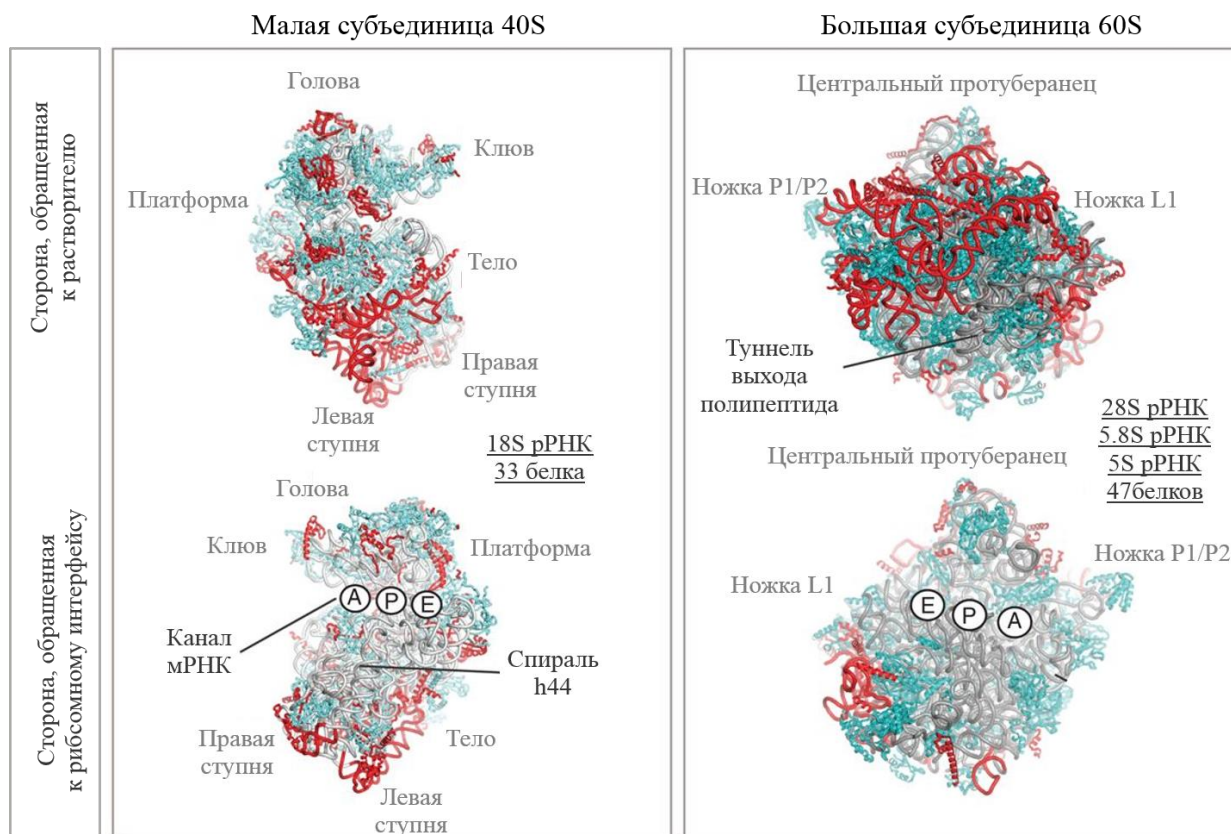 Малая субъединица 40S
Большая субъединица 60S
Сторона, обращенная
к растворителю
Голова
Клюв
Платформа
Тело
Правая
ступня
Левая
ступня
18S рРНК
33 белка
Центральный протуберанец
Ножка P1/P2
Ножка L1
Туннель
выхода
полипептида
28S рРНК
5.8S рРНК
5S рРНК
47белков
Сторона, обращенная
к рибсомному интерфейсу
Голова
Клюв
Платформа
A
P
E
Канал
мРНК
Спираль
h44
Правая
ступня
Тело
Левая
ступня
Центральный протуберанец
Ножка P1/P2
Ножка L1
E
P
A